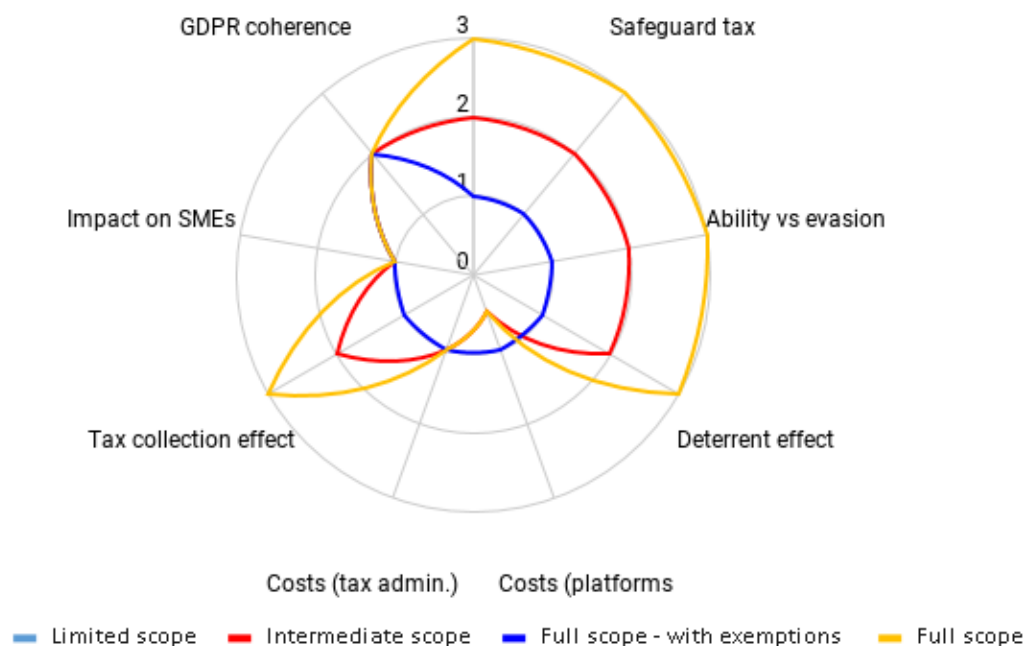 3
GDPR coherence
Safeguard tax
2
1
Impact on SMEs
Ability vs evasion
0
Tax collection effect
Deterrent effect
Costs (tax admin.)
Costs (platforms
Limited scope
Intermediate scope
Full scope - with exemptions
Full scope